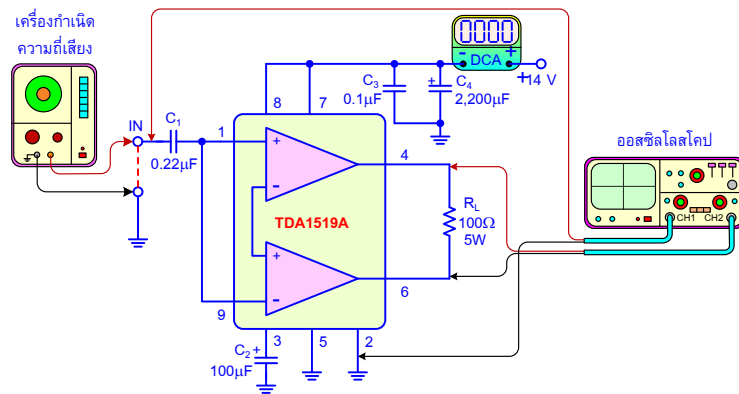 เครื่องกำเนิด
ความถี่เสียง
0000
- DCA +
+14 V
C3
0.1µF
+ C4
2,200µF
8
7
IN
C1
0.22µF
1
+
-
4
ออสซิลโลสโคป
CH1 CH2
RL
100Ω
5W
TDA1519A
+
-
6
9
3
5
2
C2 +
100µF